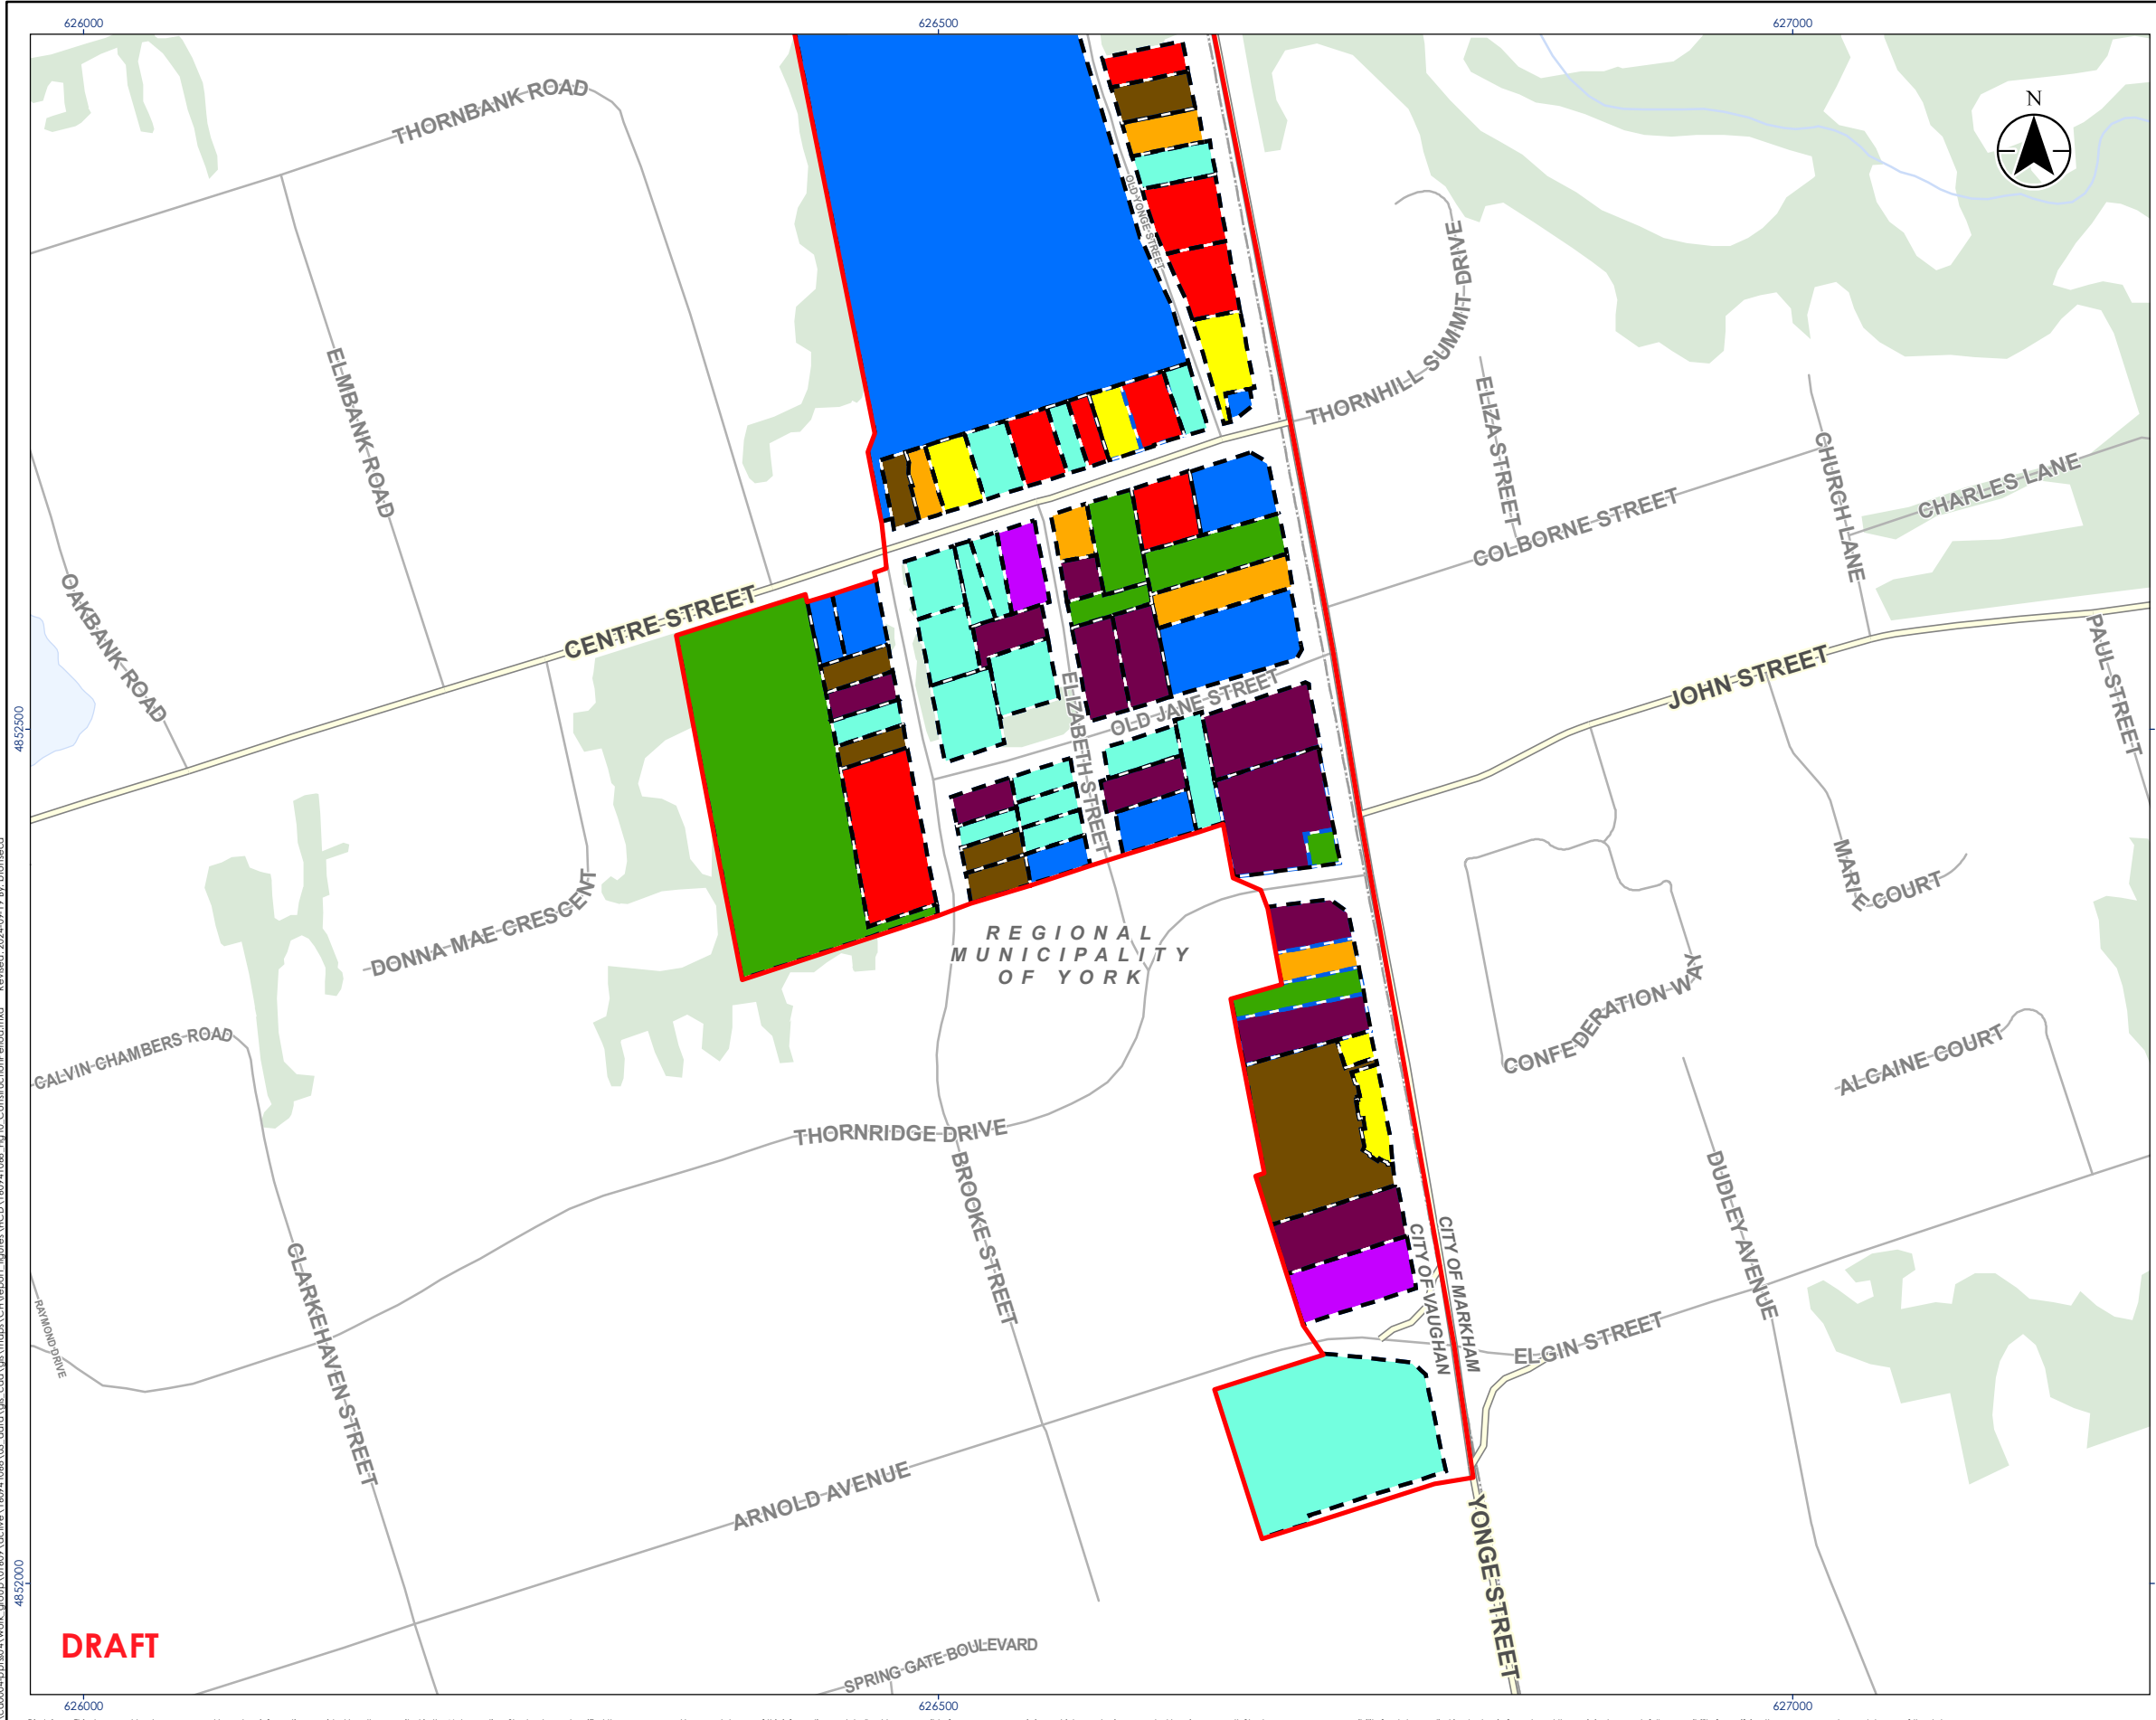 626000
626500
627000
N
THORNBANK ROAD
OLD YONGE STREET
THORNHILL SUMMIT DRIVE
ELMBANK ROAD
ELIZA STREET
CHURCH LANE
CHARLES LANE
COLBORNE STREET
OAKBANK ROAD
CENTRE STREET
JOHN STREET
PAUL STREET
4852500
ELIZABETH STREET
OLD JANE STREET
MARIE COURT
DONNA MAE CRESCENT
REGIONAL
MUNICIPALITY
OF YORK
CONFEDERATION WAY
CALVIN CHAMBERS ROAD
ALCAINE COURT
THORNRIDGE DRIVE
BROOKE STREET
DUDLEY AVENUE
CITY OF MARKHAM
CITY OF VAUGHAN
CLARKEHAVEN STREET
RAYMOND DRIVE
ELGIN STREET
ARNOLD AVENUE
YONGE STREET
4852000
DRAFT
SPRING GATE BOULEVARD
626000
626500
627000